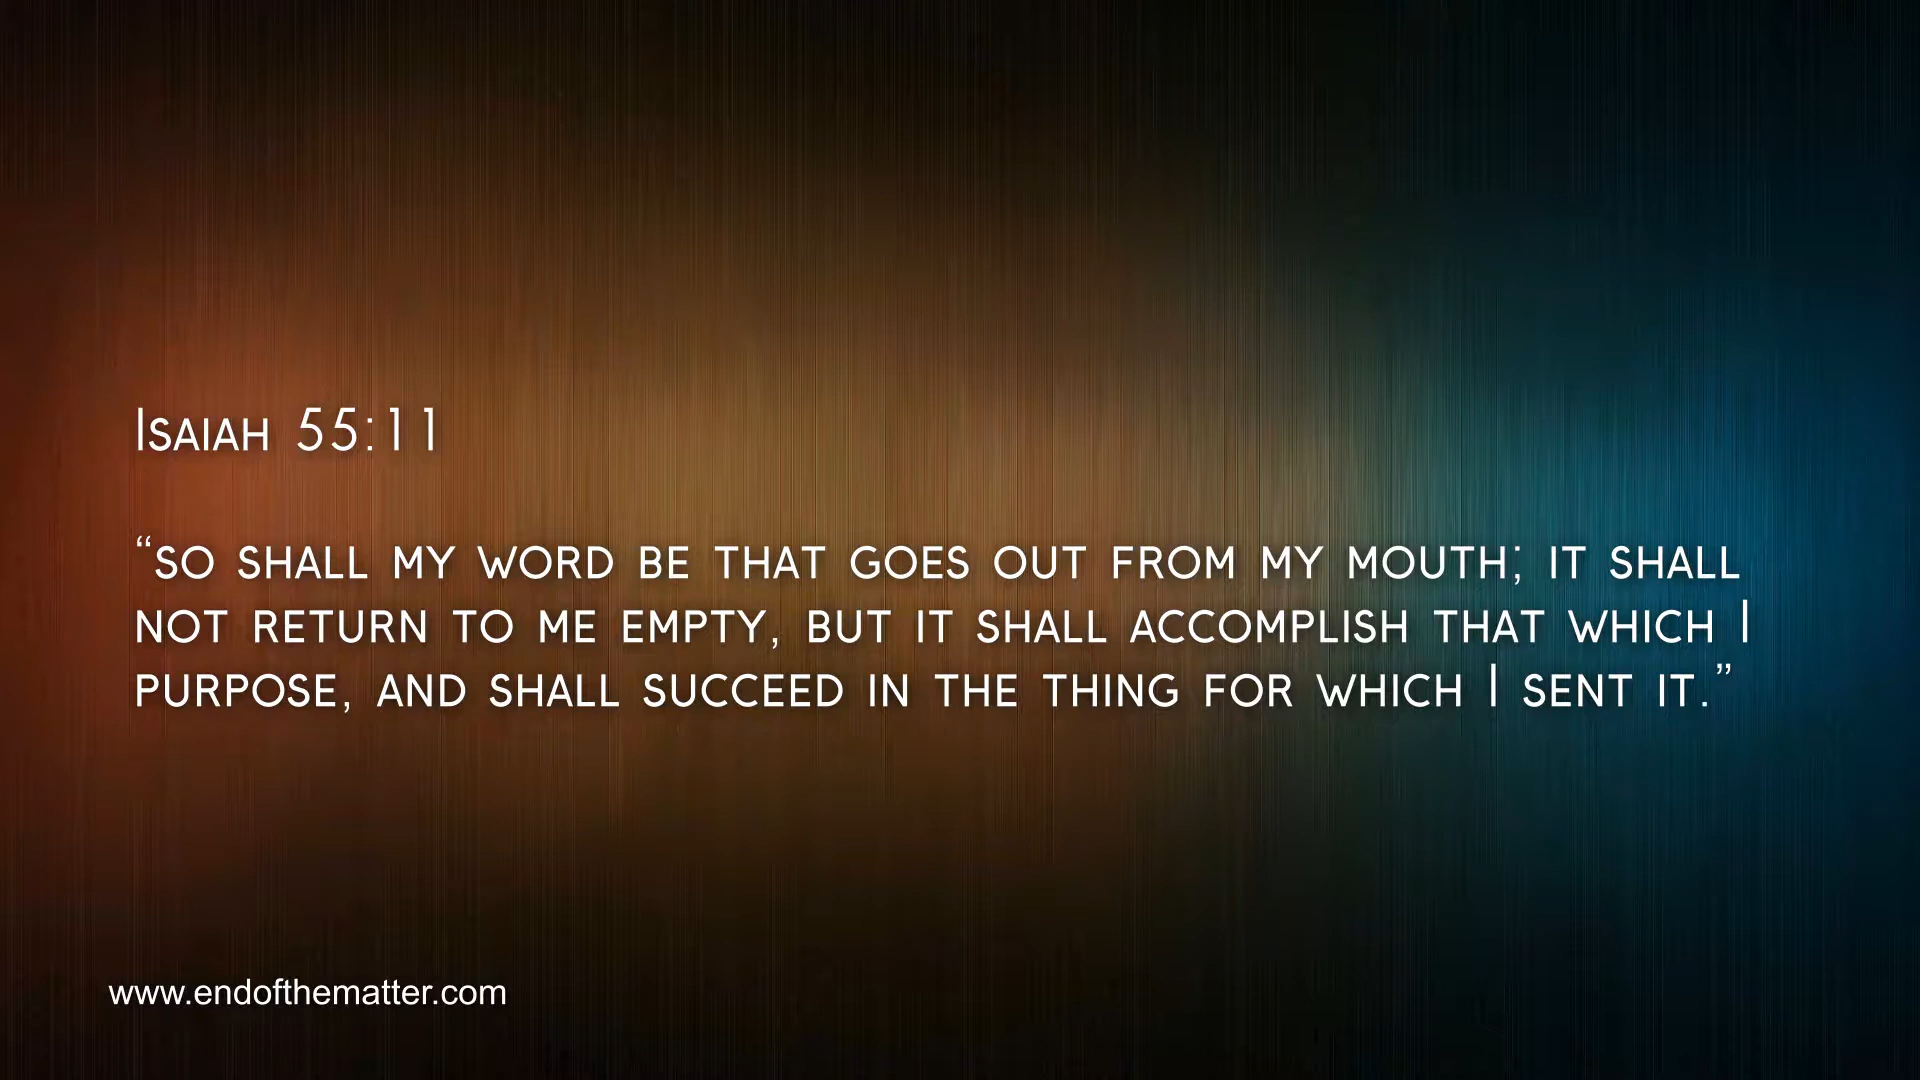 Isaiah 55:11
“so shall my word be that goes out from my mouth; it shall
not return to me empty, but it shall accomplish that which I
purpose, and shall succeed in the thing for which I sent it.”
www.endofthematter.com